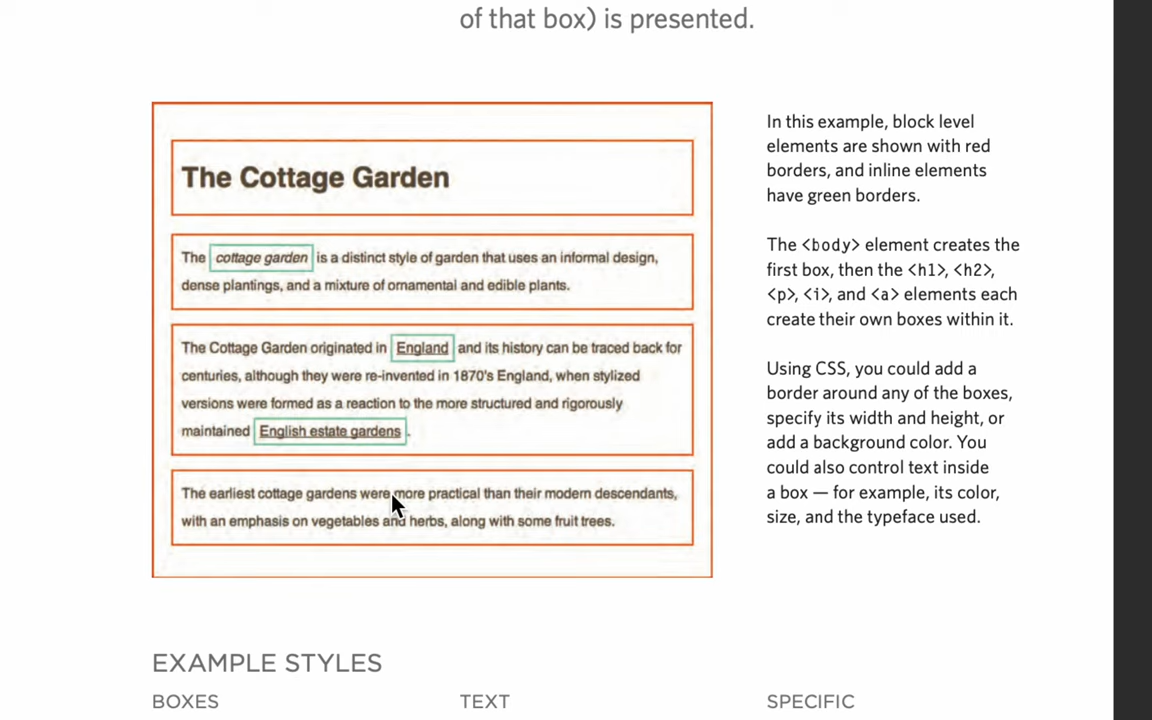 of that box) is presented.
The Cottage Garden
The cottage garden is a distinct style of garden that uses an informal design,
dense plantings, and a mixture of ornamental and edible plants.
The Cottage Garden originated in England and its history can be traced back for
centuries, although they were re-invented in 1870's England, when stylized
versions were formed as a reaction to the more structured and rigorously
maintained English estate gardens.
The earliest cottage gardens were more practical than their modern descendants,
with an emphasis on vegetables and herbs, along with some fruit trees.
In this example, block level
elements are shown with red
borders, and inline elements
have green borders.
The <body> element creates the
first box, then the <h1>, <h2>,
<p>, <i>, and <a> elements each
create their own boxes within it.
Using CSS, you could add a
border around any of the boxes,
specify its width and height, or
add a background color. You
could also control text inside
a box — for example, its color,
size, and the typeface used.
EXAMPLE STYLES
BOXES
TEXT
SPECIFIC